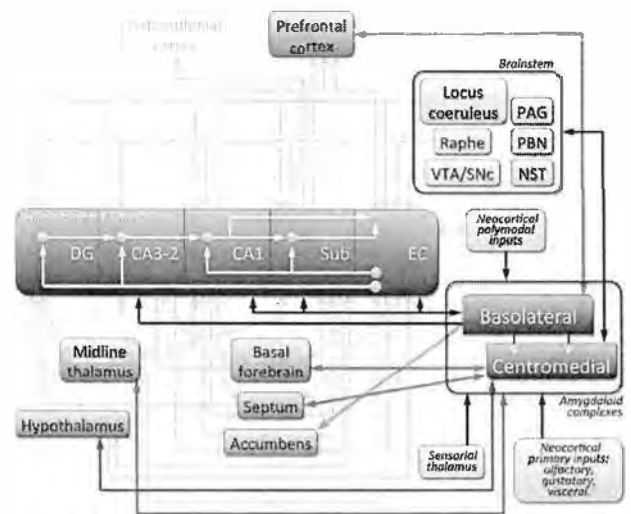 Prefrontal
cortex
Brainstem
Locus
coeruleus
PAG
Raphe
PBN
VTA/SNc
NST
Neocortical
polymodal
inputs
DG
CA3-2
CA1
Sub
EC
Basolateral
Centromedial
Amygdaloid
complexes
Midline
thalamus
Basal
forebrain
Septum
Hypothalamus
Accumbens
Sensorial
thalamus
Neocortical
primary inputs:
olfactory,
gustatory,
visceral.